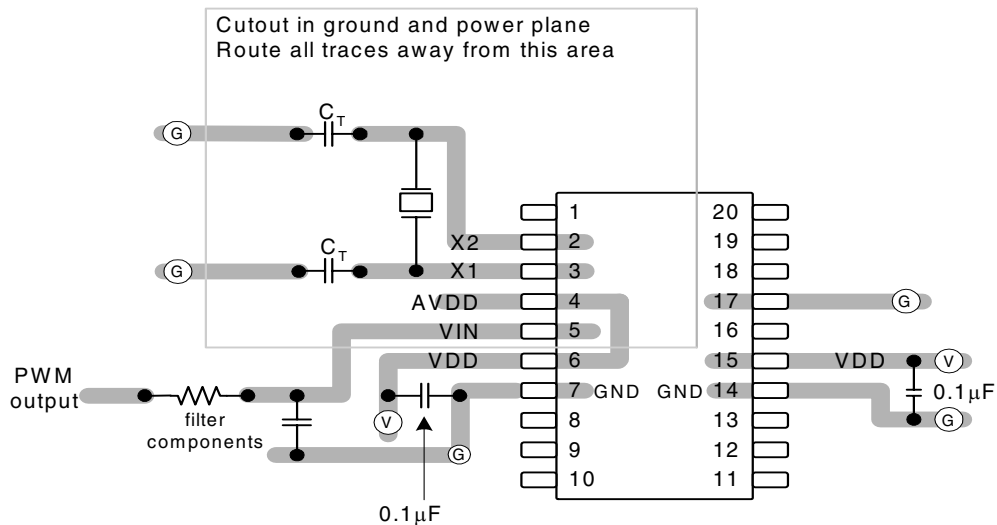 Cutout in ground and power plane
Route all traces away from this area
G
CT
G
CT
X2
X1
AVDD
VIN
VDD
PWM
output
filter
components
V
G
0.1µF
1
2
3
4
5
6
7
8
9
10
GND
20
19
18
17
16
15
14
13
12
11
GND
G
VDD
V
0.1µF
G